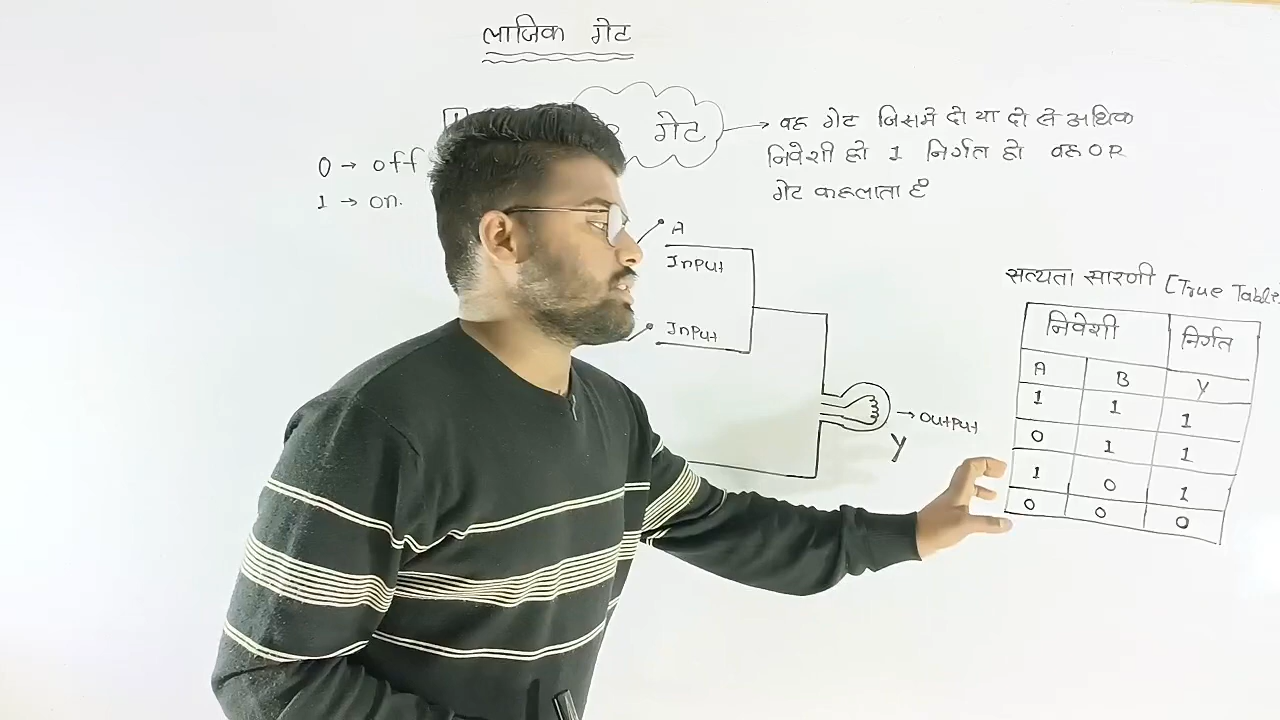 लाजिक गेट
गेट
→ वह गेट जिसमें दो या दो से अधिक
निवेशी हो 1 निर्गत हो वह OR
गेट कहलाता है
0 → off
1 → on.
A
Input
Input
→ output
Y
सत्यता सारणी [True Table
निवेशी निर्गत
A B Y
1 1 1
0 1 1
1 0 1
0 0 0